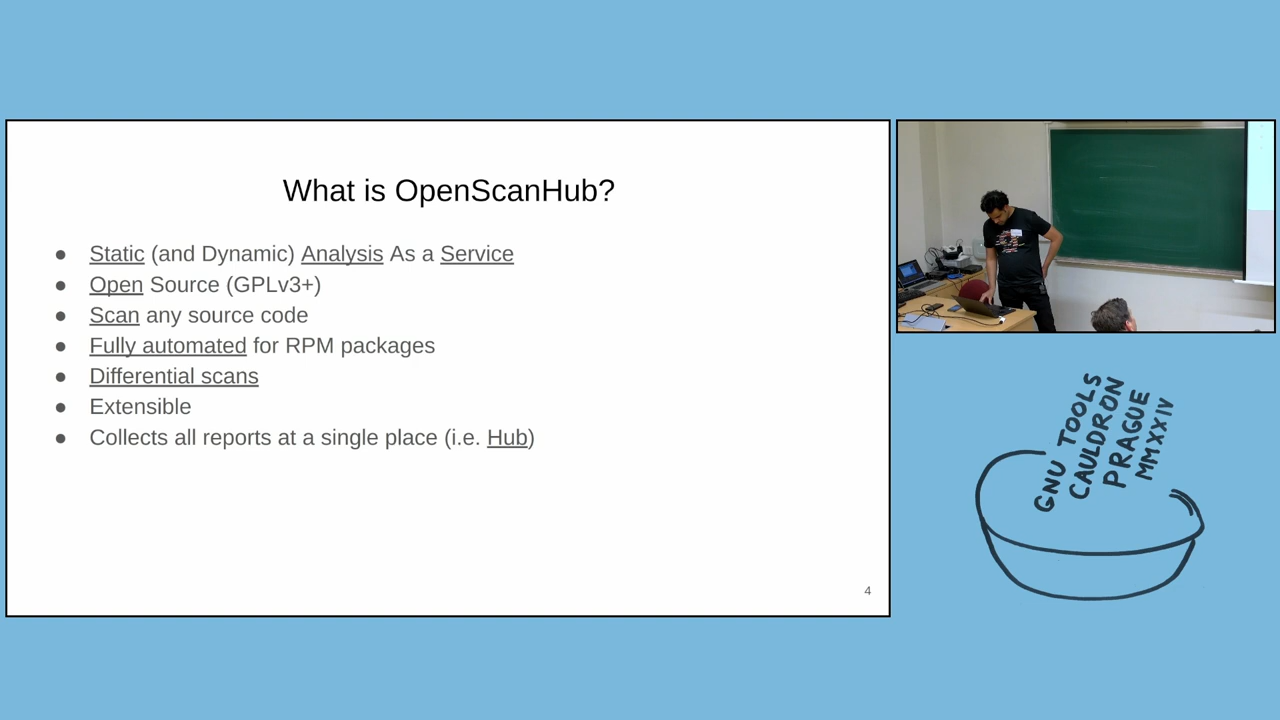 What is OpenScanHub?
● Static (and Dynamic) Analysis As a Service
● Open Source (GPLv3+)
● Scan any source code
● Fully automated for RPM packages
● Differential scans
● Extensible
● Collects all reports at a single place (i.e. Hub)
4
GNU TOOLS
CAULDRON
PRAGUE
MMXXIV